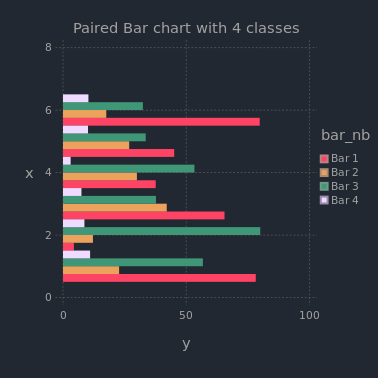 Paired Bar chart with 4 classes
8
6
4
2
0
x
0 50 100
y
bar_nb
Bar 1
Bar 2
Bar 3
Bar 4